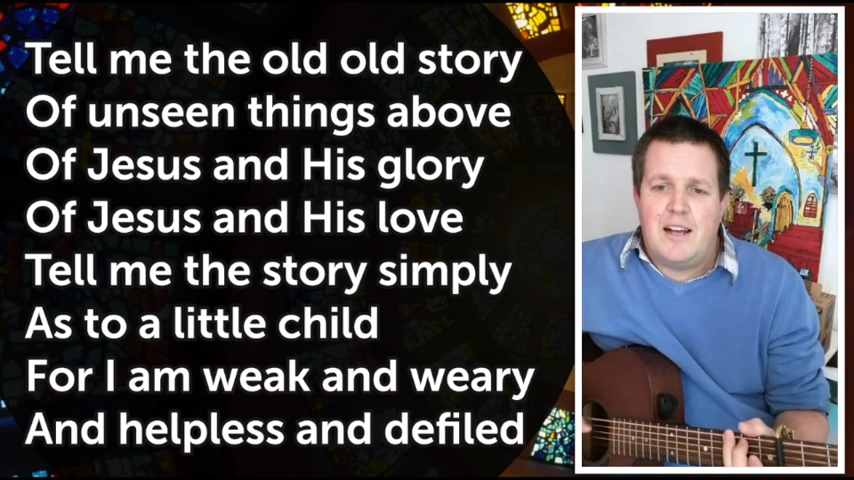 Tell me the old old story
Of unseen things above
Of Jesus and His glory
Of Jesus and His love
Tell me the story simply
As to a little child
For I am weak and weary
And helpless and defiled